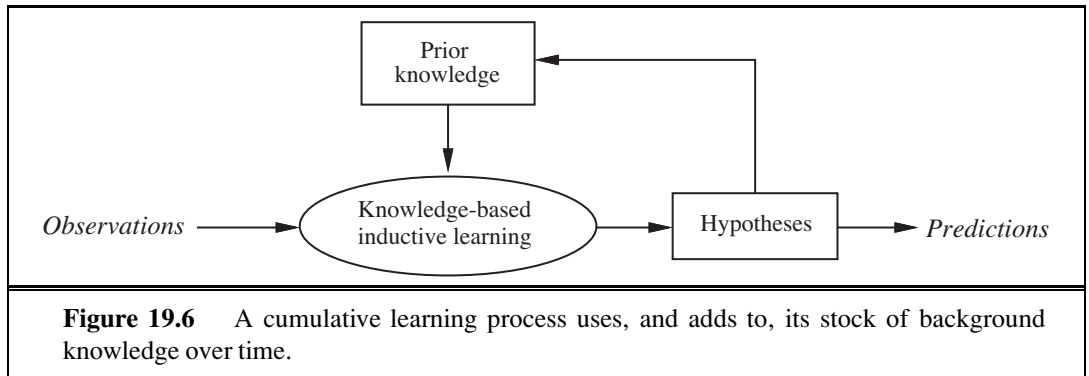 Prior
knowledge
Observations
Knowledge-based
inductive learning
Hypotheses
Predictions
Figure 19.6 A cumulative learning process uses, and adds to, its stock of background
knowledge over time.